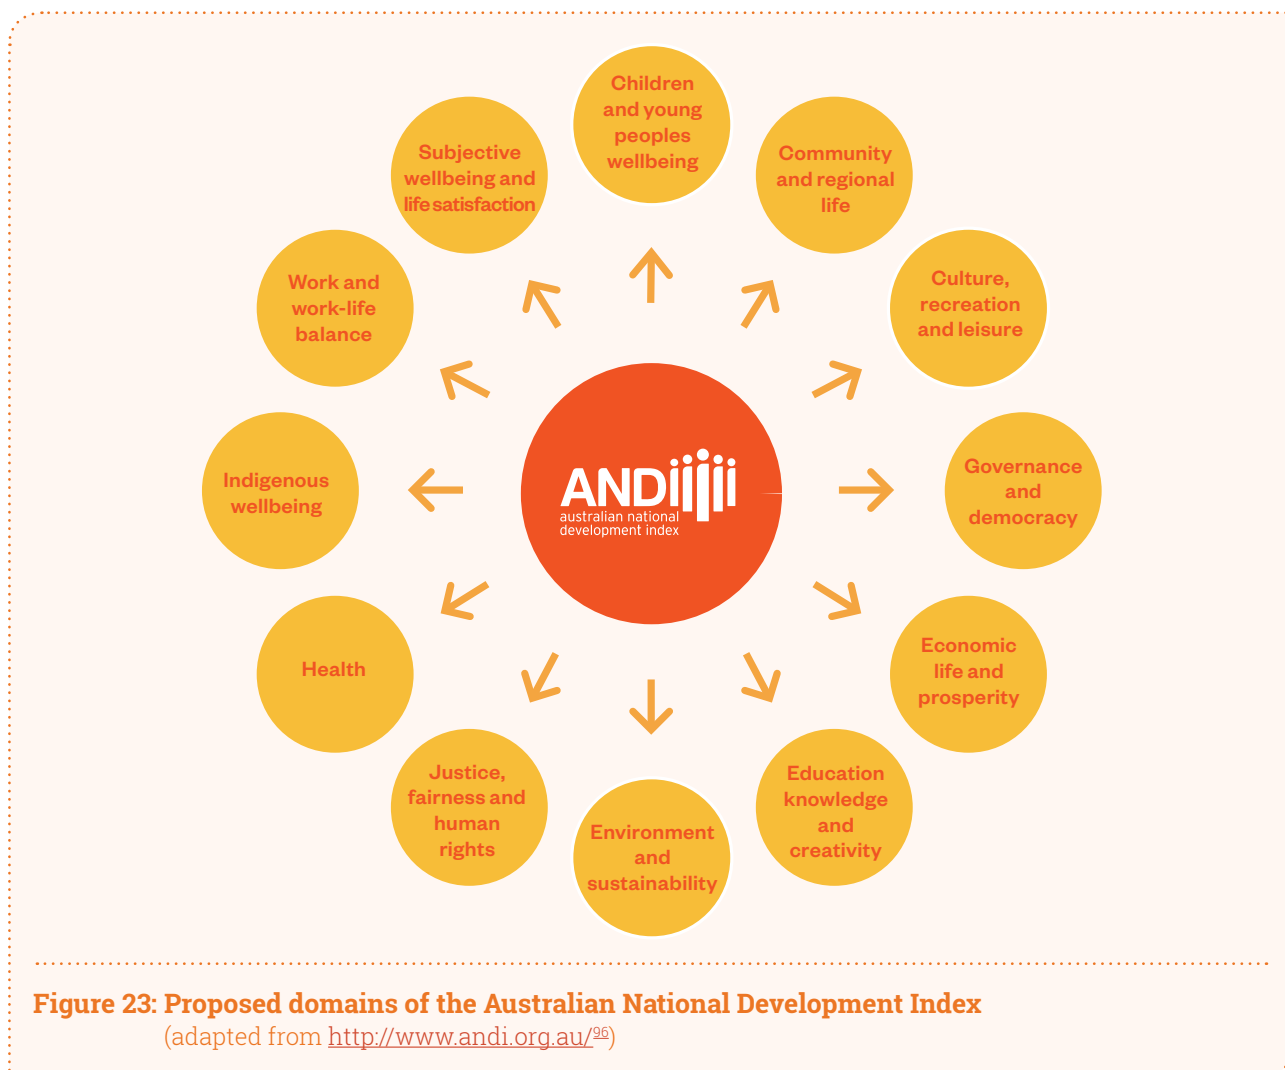 Children
and young
peoples
wellbeing
Community
and regional
life
Culture,
recreation
and leisure
Governance
and
democracy
Economic
life and
prosperity
Education
knowledge
and
creativity
Environment
and
sustainability
Justice,
fairness and
human
rights
Health
Indigenous
wellbeing
Work and
work-life
balance
Subjective
wellbeing and
life satisfaction
ANDI
australian national
development index
Figure 23: Proposed domains of the Australian National Development Index
(adapted from http://www.andi.org.au/96)